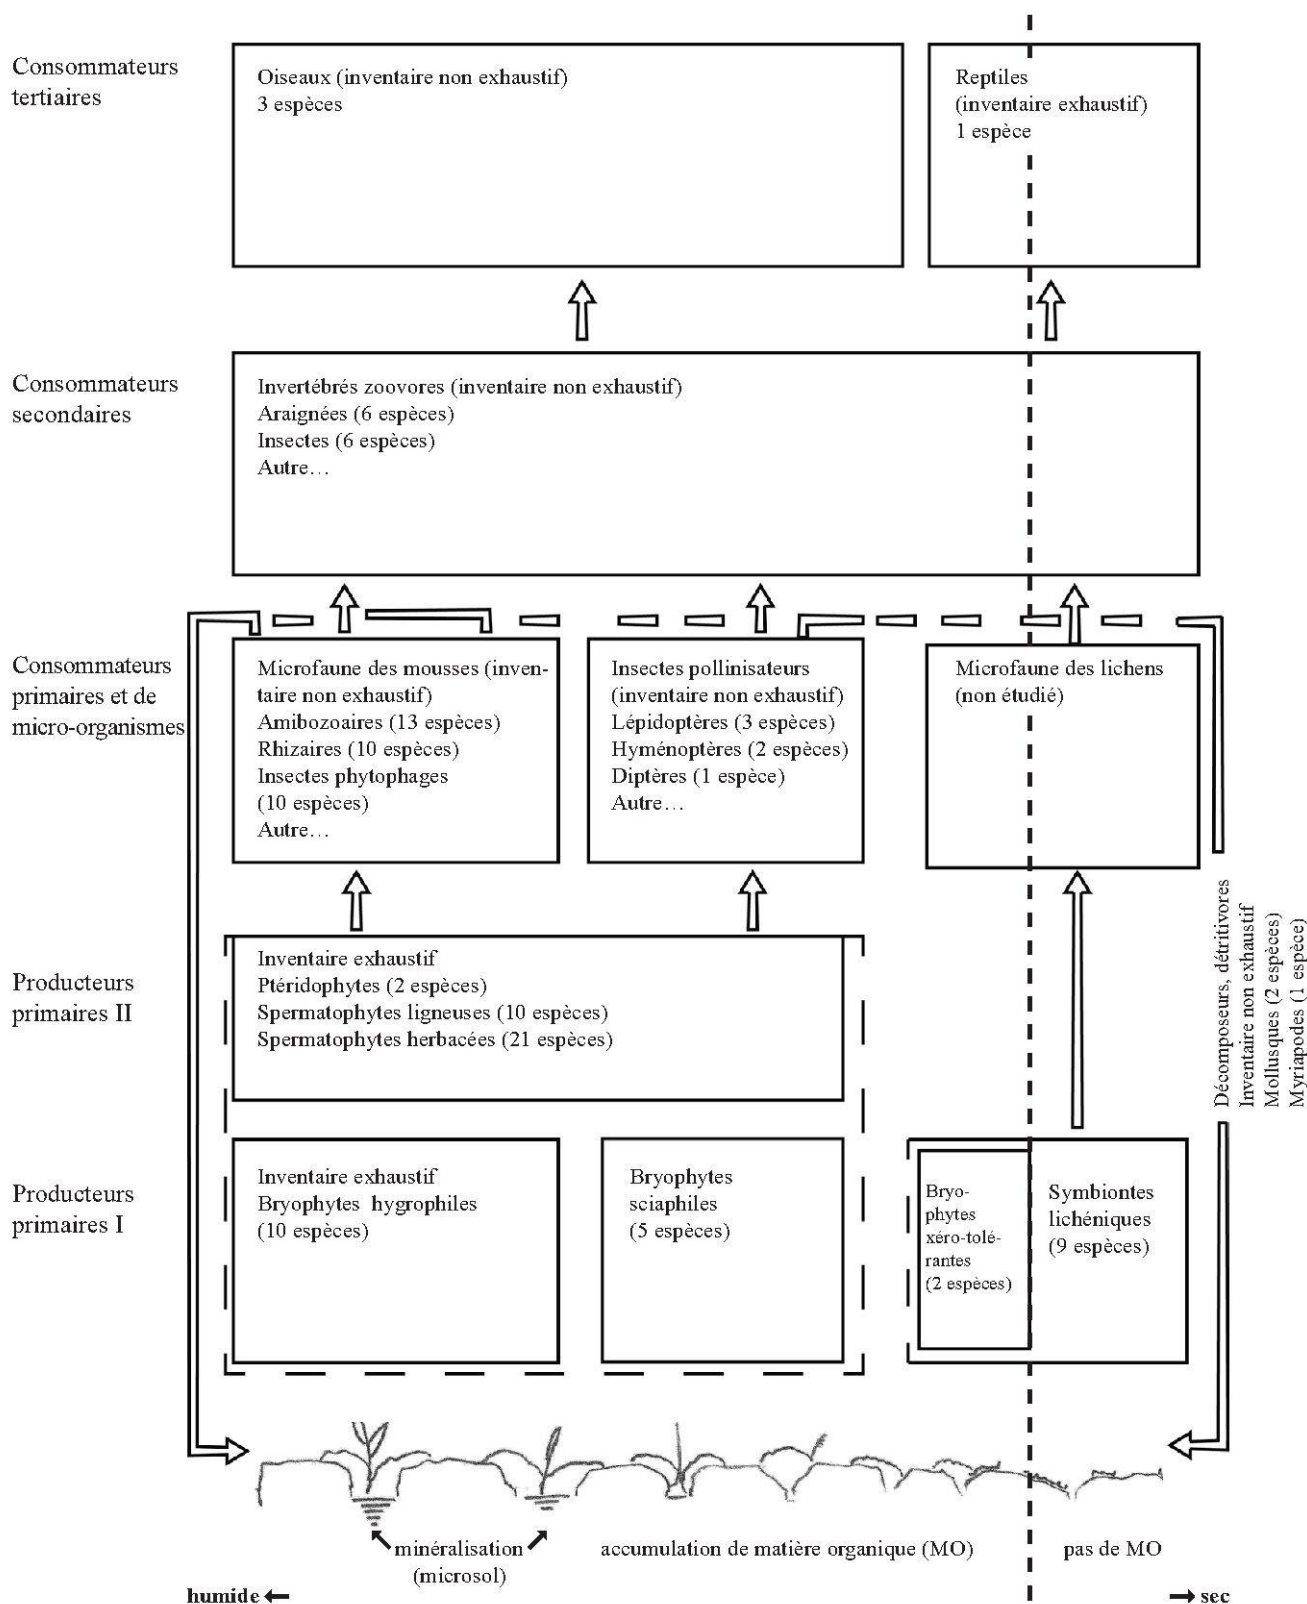 Consommateurs
tertiaires
Oiseaux (inventaire non exhaustif)
3 espèces
Reptiles
(inventaire exhaustif)
1 espèce
Consommateurs
secondaires
Invertébrés zoovores (inventaire non exhaustif)
Araignées (6 espèces)
Insectes (6 espèces)
Autre…
Consommateurs
primaires et de
micro-organismes
Microfaune des mousses (inven-
taire non exhaustif)
Amibozoaires (13 espèces)
Rhizaires (10 espèces)
Insectes phytophages
(10 espèces)
Autre…
Insectes pollinisateurs
(inventaire non exhaustif)
Lépidoptères (3 espèces)
Hyménoptères (2 espèces)
Diptères (1 espèce)
Autre…
Microfaune des lichens
(non étudié)
Décomposeurs, détritivores
Inventaire non exhaustif
Mollusques (2 espèces)
Myriapodes (1 espèce)
Producteurs
primaires II
Inventaire exhaustif
Ptéridophytes (2 espèces)
Spermatophytes ligneuses (10 espèces)
Spermatophytes herbacées (21 espèces)
Producteurs
primaires I
Inventaire exhaustif
Bryophytes hygrophiles
(10 espèces)
Bryophytes
sciaphiles
(5 espèces)
Bryo-
phytes
xéro-tolé-
rantes
(2 espèces)
Symbiontes
lichéniques
(9 espèces)
minéralisation
(microsol)
accumulation de matière organique (MO)
pas de MO
humide
sec